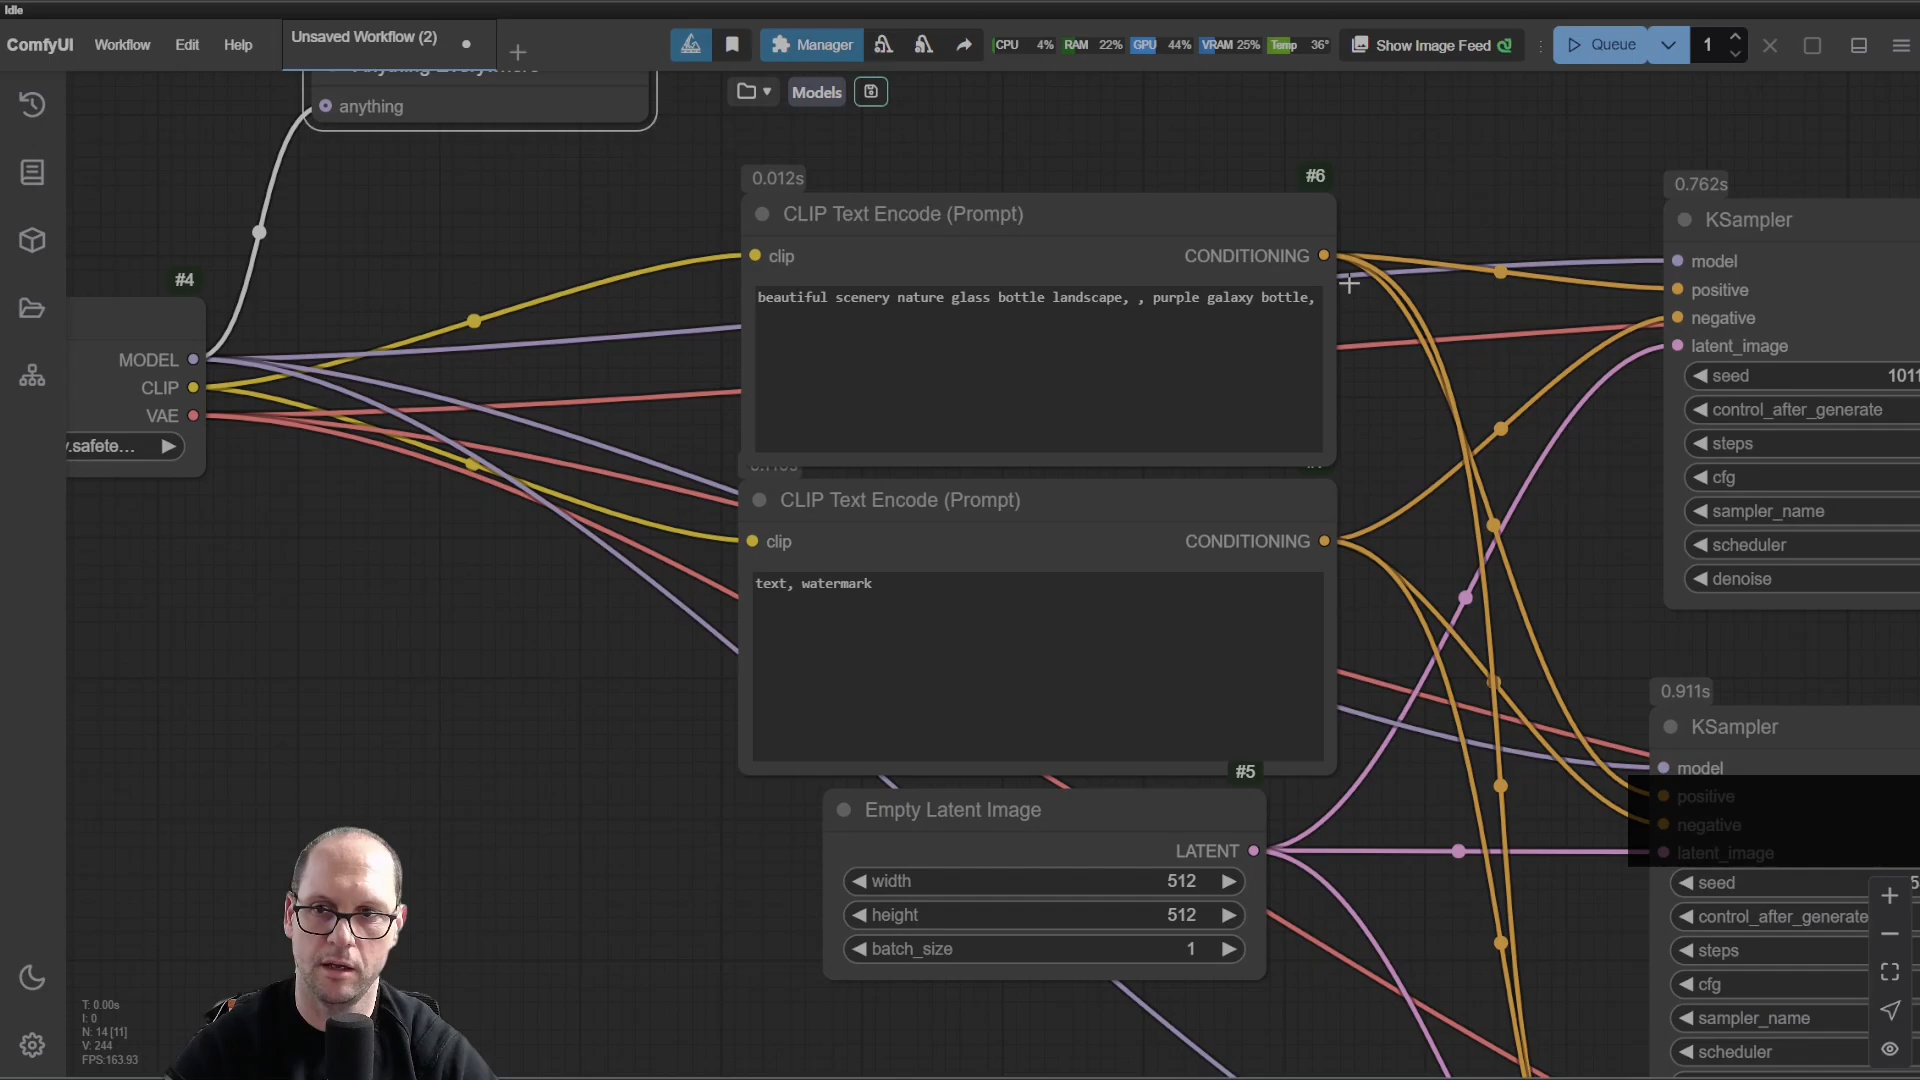 Idle
ComfyUI Workflow Edit Help Unsaved Workflow (2) Manager CPU 4% RAM 22% GPU 44% VRAM 25% Temp 36° Show Image Feed Queue 1
anything
Models
0.012s
#6
CLIP Text Encode (Prompt)
clip CONDITIONING
beautiful scenery nature glass bottle landscape, , purple galaxy bottle,
#4
MODEL
CLIP
VAE
y.safete...
CLIP Text Encode (Prompt)
clip CONDITIONING
text, watermark
#5
Empty Latent Image
LATENT
width 512
height 512
batch_size 1
0.762s
KSampler
model
positive
negative
latent_image
seed 1011
control_after_generate
steps
cfg
sampler_name
scheduler
denoise
0.911s
KSampler
model
positive
negative
latent_image
seed 5
control_after_generate
steps
cfg
sampler_name
scheduler
T: 0.00s
I: 0
N: 14 [11]
V: 244
FPS:163.93